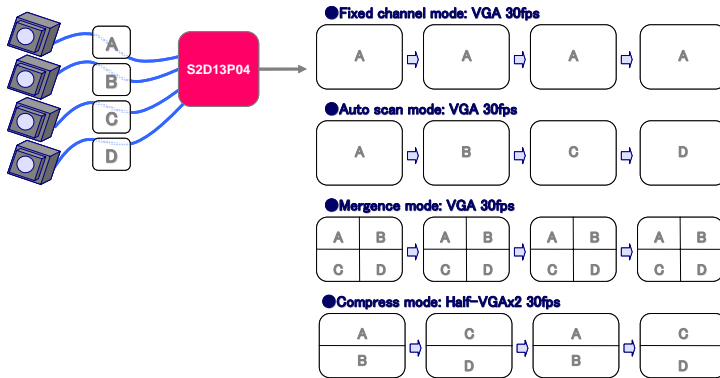 A
B
C
D
S2D13P04
●Fixed channel mode: VGA 30fps
A A A A
●Auto scan mode: VGA 30fps
A B C D
●Mergence mode: VGA 30fps
A B A B A B A B
C D C D C D C D
●Compress mode: Half-VGAx2 30fps
A C A C
B D B D